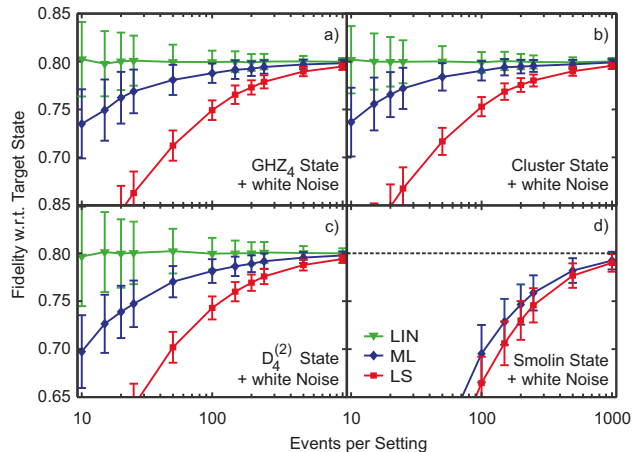 0.85
0.80
0.75
0.70
0.85
0.80
0.75
0.70
0.65
Fidelity w.r.t. Target State
a)
GHZ4 State
+ white Noise
b)
Cluster State
+ white Noise
c)
D4(2) State
+ white Noise
d)
LIN
ML
LS
Smolin State
+ white Noise
10 100 10 100 1000
Events per Setting